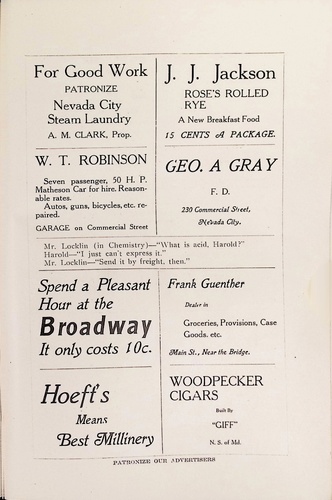 For Good Work
PATRONIZE
Nevada City
Steam Laundry
A. M. CLARK, Prop.
J. J. Jackson
ROSE'S ROLLED
RYE
A New Breakfast Food
15 CENTS A PACKAGE.
W. T. ROBINSON
Seven passenger, 50 H. P.
Matheson Car for hire. Reason-
able rates.
Autos, guns, bicycles, etc. re-
paired.
GARAGE on Commercial Street
GEO. A GRAY
F. D.
230 Commercial Street,
Nevada City.
Mr. Locklin (in Chemistry)—"What is acid, Harold?"
Harold—"I just can't express it."
Mr. Locklin—"Send it by freight, then."
Spend a Pleasant
Hour at the
Broadway
It only costs 10c.
Frank Guenther
Dealer in
Groceries, Provisions, Case
Goods. etc.
Main St., Near the Bridge.
Hoeff's
Means
Best Millinery
WOODPECKER
CIGARS
Built By
"GIFF"
N. S. of Md.
PATRONIZE OUR ADVERTISERS